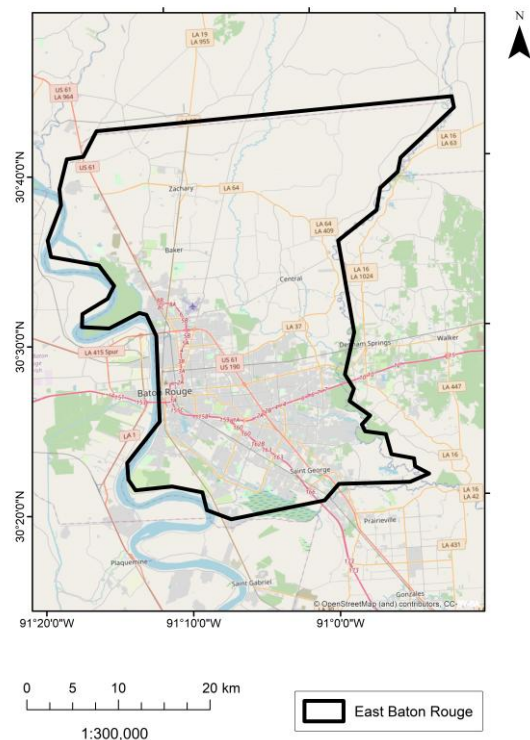 N
LA 19
LA 955
US 61
LA 964
LA 16
LA 63
US 61
30°40'0"N
Zachary
LA 64
LA 64
LA 409
Baker
LA 16
LA 1024
Central
LA 37
Denham Springs
Walker
30°30'0"N
LA 415 Spur
US 61
US 190
LA 447
Baton Rouge
LA 1
Saint George
LA 16
LA 16
LA 42
30°20'0"N
Prairieville
LA 431
Plaquemine
Saint Gabriel
Gonzales
© OpenStreetMap (and) contributors, CC-
91°20'0"W 91°10'0"W 91°0'0"W
0 5 10 20 km
1:300,000
East Baton Rouge